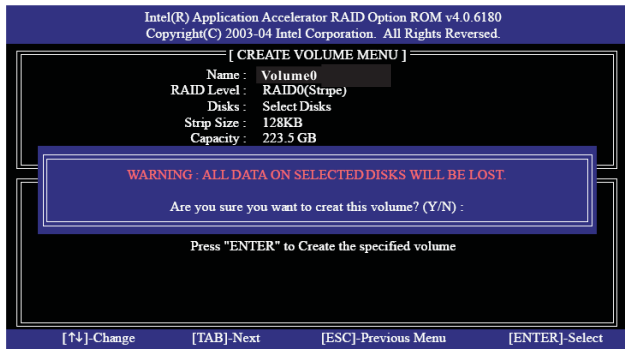 Intel(R) Application Accelerator RAID Option ROM v4.0.6180
Copyright(C) 2003-04 Intel Corporation. All Rights Reversed.
[ CREATE VOLUME MENU ]
Name : Volume0
RAID Level : RAID0(Stripe)
Disks : Select Disks
Strip Size : 128KB
Capacity : 223.5 GB
WARNING : ALL DATA ON SELECTED DISKS WILL BE LOST.
Are you sure you want to creat this volume? (Y/N) :
Press "ENTER" to Create the specified volume
[↑↓]-Change [TAB]-Next [ESC]-Previous Menu [ENTER]-Select